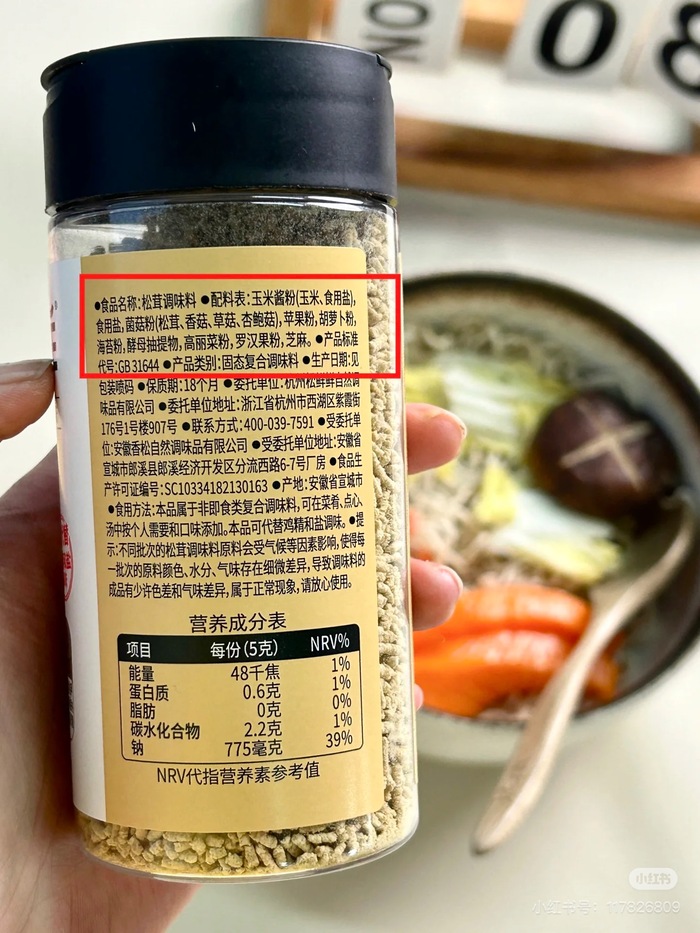 NO
08
●食品名称:松茸调味料 ●配料表:玉米酱粉(玉米、食用盐),
食用盐,菌菇粉(松茸、香菇、草菇、杏鲍菇),苹果粉,胡萝卜粉,
海苔粉,酵母抽提物,高丽菜粉,罗汉果粉,芝麻。●产品标准
代号:GB 31644 ●产品类别:固态复合调味料 ●生产日期:见
包装喷码 ●保质期:18个月 ●委托单位:杭州松鲜鲜自然调
味品有限公司 ●委托单位地址:浙江省杭州市西湖区紫霞街
176号1号楼907号 ●联系方式:400-039-7591 ●受委托单
位:安徽香松自然调味品有限公司 ●受委托单位地址:安徽省
宣城市郎溪县郎溪经济开发区分流西路6-7号厂房 ●食品生
产许可证编号:SC10334182130163 ●产地:安徽省宣城市
●食用方法:本品属于非即食类复合调味料,可在菜肴、点心、
汤中按个人需要和口味添加。本品可代替鸡精和盐调味。●提
示:不同批次的松茸调味料原料会受气候等因素影响,使得每
一批次的原料颜色、水分、气味存在细微差异,导致调味料的
成品有少许色差和气味差异,属于正常现象,请放心使用。
营养成分表
项目 每份(5克) NRV%
能量 48千焦 1%
蛋白质 0.6克 1%
脂肪 0克 0%
碳水化合物 2.2克 1%
钠 775毫克 39%
NRV代指营养素参考值
小红书
小红书号:117826809